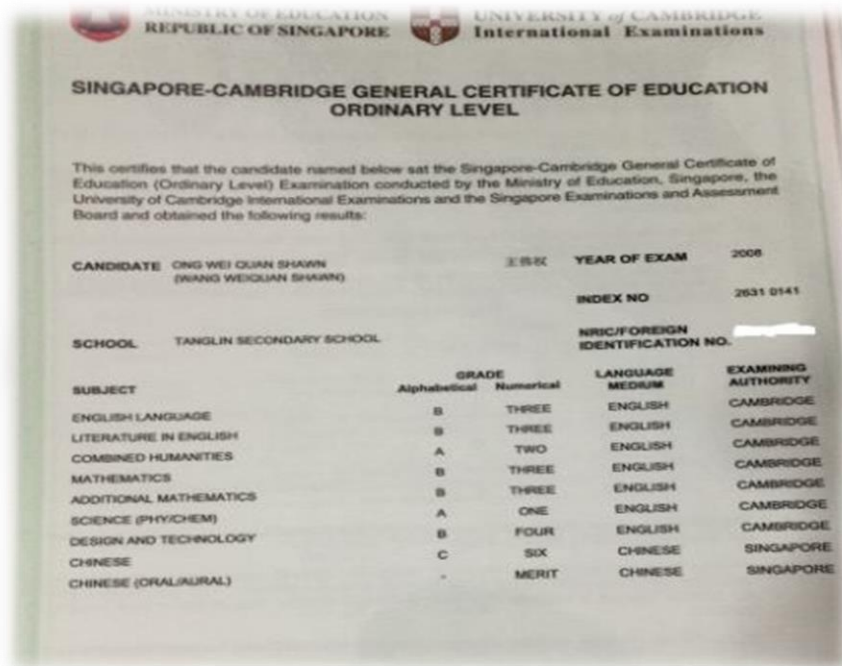 MINISTRY OF EDUCATION
REPUBLIC OF SINGAPORE
UNIVERSITY of CAMBRIDGE
International Examinations
SINGAPORE-CAMBRIDGE GENERAL CERTIFICATE OF EDUCATION
ORDINARY LEVEL
This certifies that the candidate named below sat the Singapore-Cambridge General Certificate of
Education (Ordinary Level) Examination conducted by the Ministry of Education, Singapore, the
University of Cambridge International Examinations and the Singapore Examinations and Assessment
Board and obtained the following results:
CANDIDATE ONG WEI QUAN SHAWN YEAR OF EXAM 2006
(WANG WEIQUAN SHAWN)
INDEX NO 2631 0141
SCHOOL TANGLIN SECONDARY SCHOOL NRIC/FOREIGN
IDENTIFICATION NO.
GRADE LANGUAGE EXAMINING
SUBJECT Alphabetical Numerical MEDIUM AUTHORITY
ENGLISH LANGUAGE B THREE ENGLISH CAMBRIDGE
LITERATURE IN ENGLISH B THREE ENGLISH CAMBRIDGE
COMBINED HUMANITIES A TWO ENGLISH CAMBRIDGE
MATHEMATICS B THREE ENGLISH CAMBRIDGE
ADDITIONAL MATHEMATICS B THREE ENGLISH CAMBRIDGE
SCIENCE (PHY/CHEM) A ONE ENGLISH CAMBRIDGE
DESIGN AND TECHNOLOGY B FOUR ENGLISH CAMBRIDGE
CHINESE C SIX CHINESE SINGAPORE
CHINESE (ORAL/AURAL) - MERIT CHINESE SINGAPORE